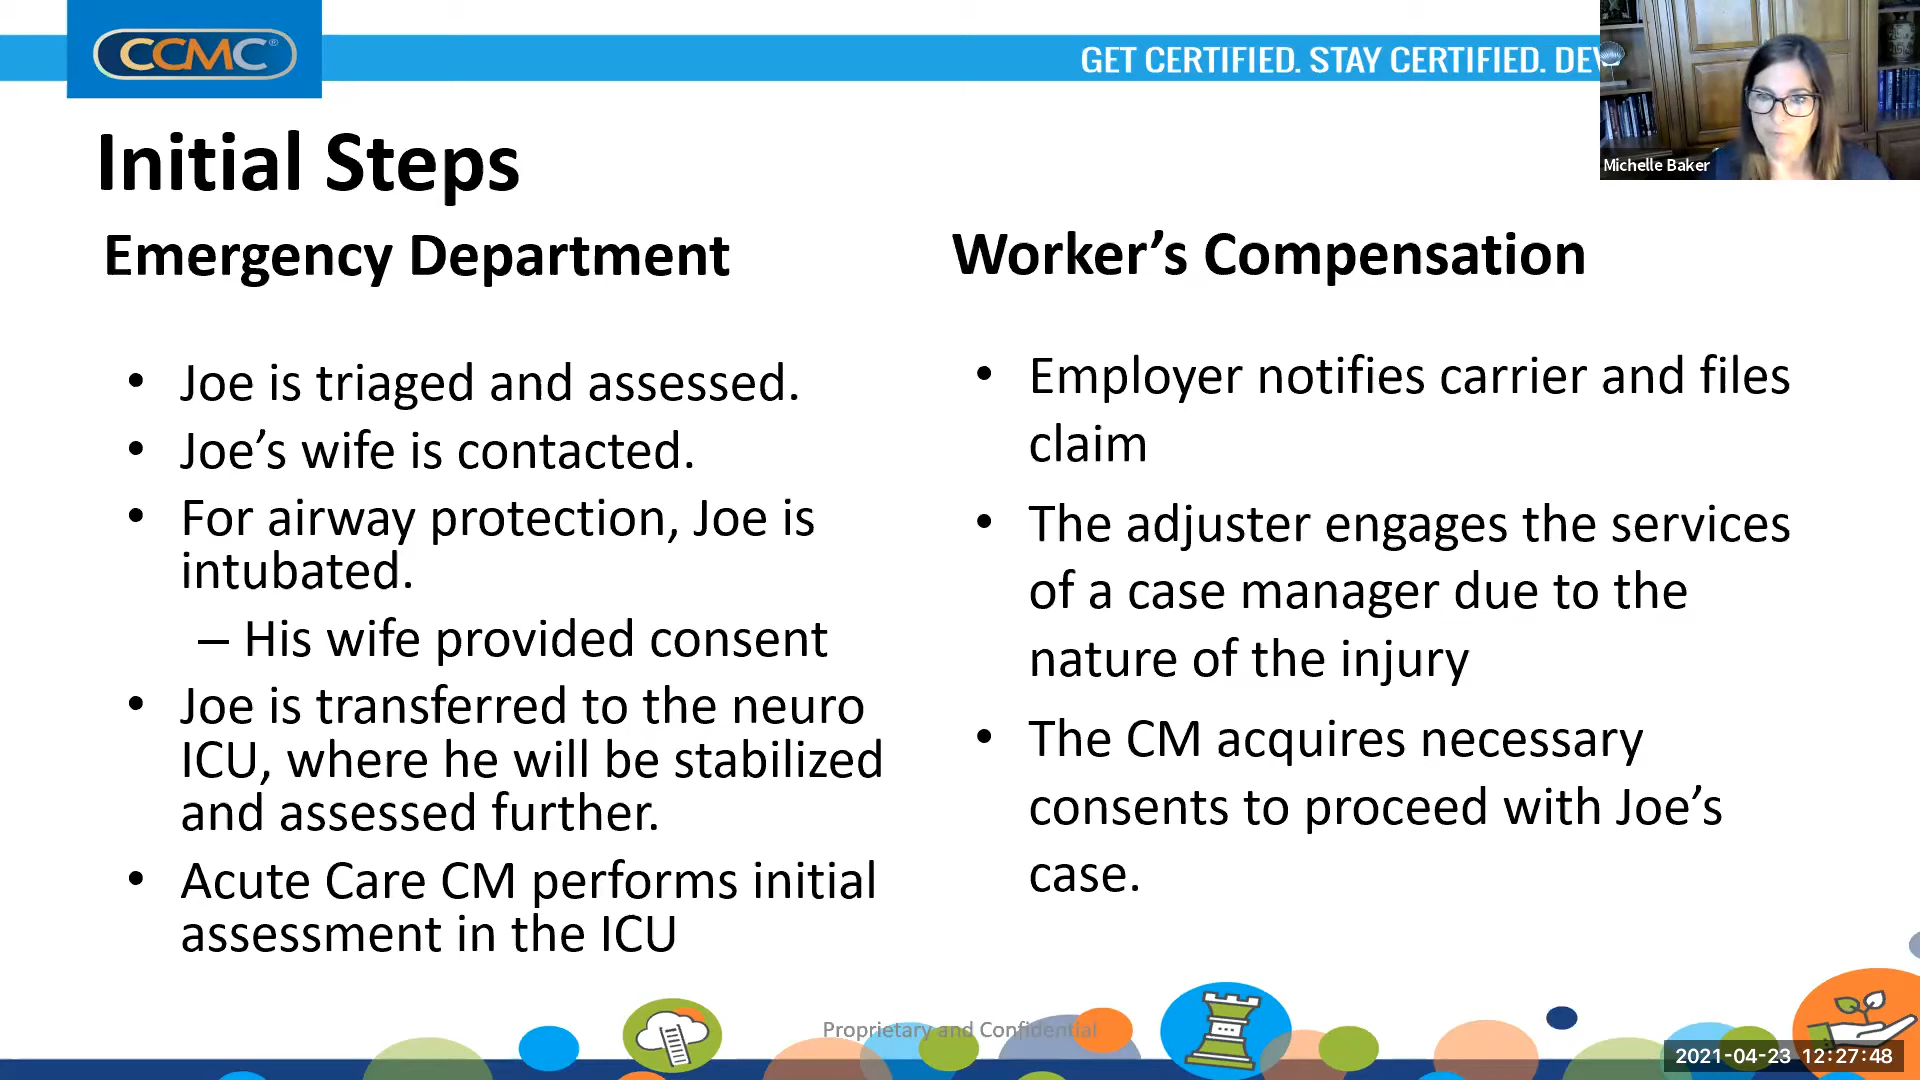 CCMC®
GET CERTIFIED. STAY CERTIFIED. DEV
Michelle Baker
Initial Steps
Emergency Department
• Joe is triaged and assessed.
• Joe’s wife is contacted.
• For airway protection, Joe is
intubated.
– His wife provided consent
• Joe is transferred to the neuro
ICU, where he will be stabilized
and assessed further.
• Acute Care CM performs initial
assessment in the ICU
Worker’s Compensation
• Employer notifies carrier and files
claim
• The adjuster engages the services
of a case manager due to the
nature of the injury
• The CM acquires necessary
consents to proceed with Joe’s
case.
Proprietary and Confidential
2021-04-23 12:27:48